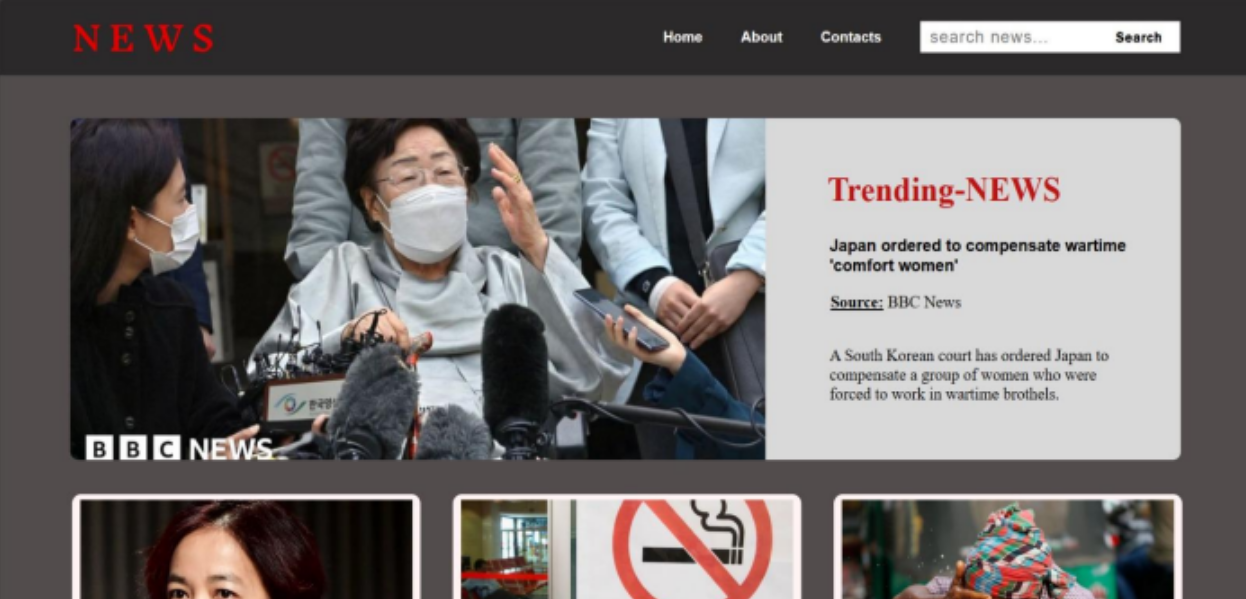 NEWS
Home About Contacts search news... Search
Trending-NEWS
Japan ordered to compensate wartime
'comfort women'
Source: BBC News
A South Korean court has ordered Japan to
compensate a group of women who were
forced to work in wartime brothels.
BBC NEWS